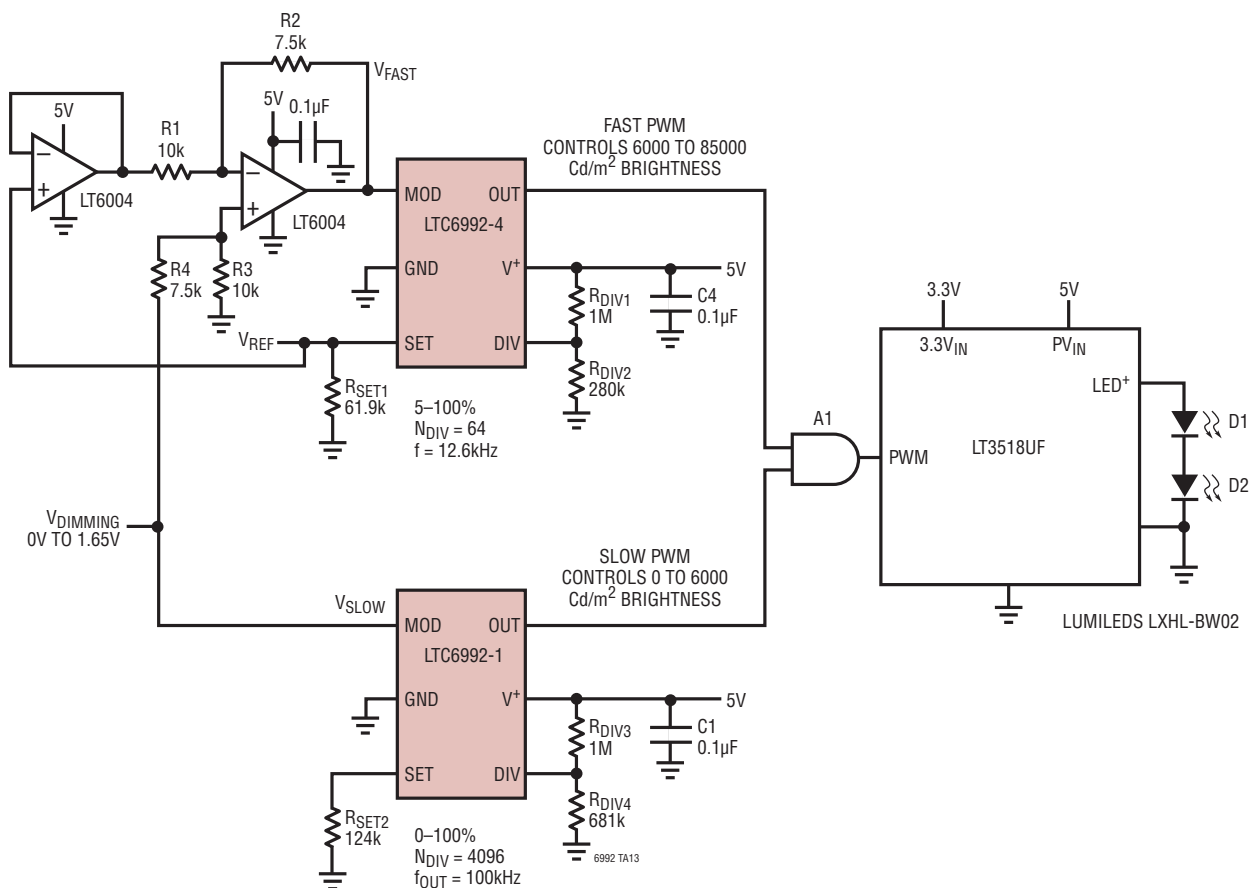 R2
7.5k
VFAST
5V
0.1µF
5V
R1
10k
−
+
LT6004
−
+
LT6004
R4
7.5k
R3
10k
VREF
MOD
OUT
LTC6992-4
GND
V+
SET
DIV
FAST PWM
CONTROLS 6000 TO 85000
Cd/m2 BRIGHTNESS
5V
RDIV1
1M
C4
0.1µF
RDIV2
280k
RSET1
61.9k
5–100%
NDIV = 64
f = 12.6kHz
A1
3.3V
5V
3.3VIN
PVIN
LED+
PWM
LT3518UF
D1
D2
LUMILEDS LXHL-BW02
VDIMMING
0V TO 1.65V
SLOW PWM
CONTROLS 0 TO 6000
Cd/m2 BRIGHTNESS
VSLOW
MOD
OUT
LTC6992-1
GND
V+
SET
DIV
5V
RDIV3
1M
C1
0.1µF
RDIV4
681k
RSET2
124k
0–100%
NDIV = 4096
fOUT = 100kHz
6992 TA13